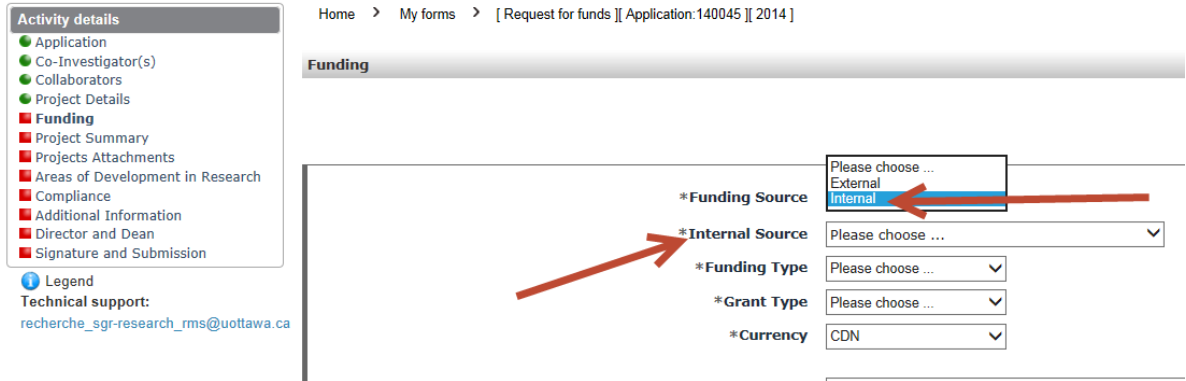 Activity details
Application
Co-Investigator(s)
Collaborators
Project Details
Funding
Project Summary
Projects Attachments
Areas of Development in Research
Compliance
Additional Information
Director and Dean
Signature and Submission
Legend
Technical support:
recherche_sgr-research_rms@uottawa.ca
Home > My forms > [ Request for funds ][ Application:140045 ][ 2014 ]
Funding
Please choose ...
External
*Funding Source Internal
*Internal Source Please choose ...
*Funding Type Please choose ...
*Grant Type Please choose ...
*Currency CDN